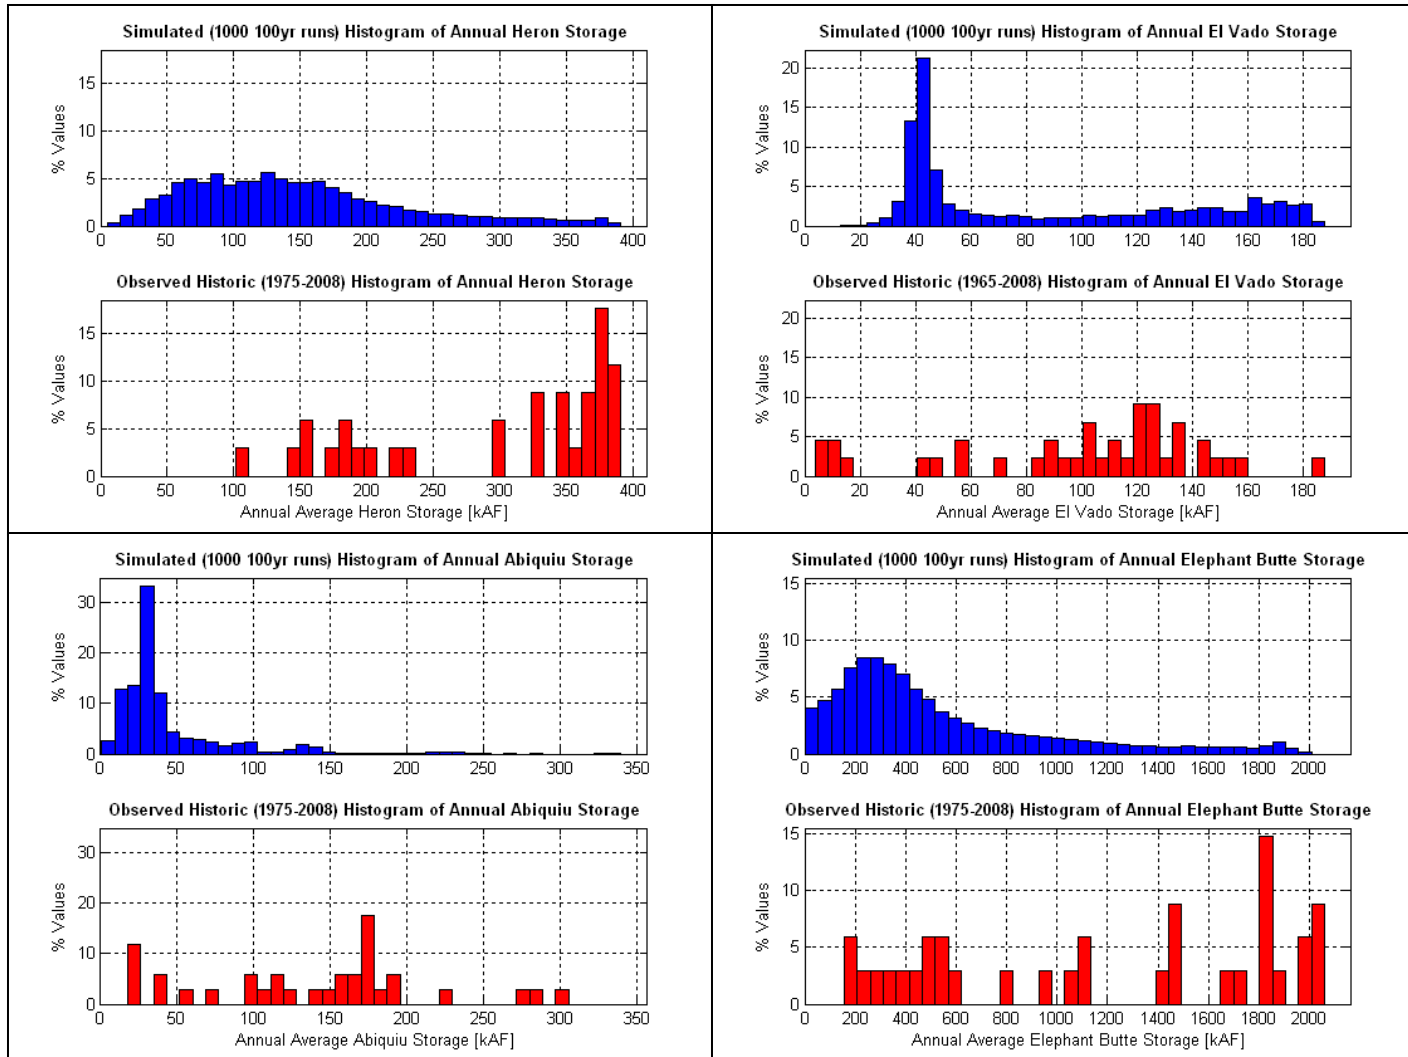 Simulated (1000 100yr runs) Histogram of Annual Heron Storage
% Values
15
10
5
0
0 50 100 150 200 250 300 350 400
Observed Historic (1975-2008) Histogram of Annual Heron Storage
% Values
15
10
5
0
0 50 100 150 200 250 300 350 400
Annual Average Heron Storage [kAF]
Simulated (1000 100yr runs) Histogram of Annual El Vado Storage
% Values
20
15
10
5
0
0 20 40 60 80 100 120 140 160 180
Observed Historic (1965-2008) Histogram of Annual El Vado Storage
% Values
20
15
10
5
0
0 20 40 60 80 100 120 140 160 180
Annual Average El Vado Storage [kAF]
Simulated (1000 100yr runs) Histogram of Annual Abiquiu Storage
% Values
30
20
10
0
0 50 100 150 200 250 300 350
Observed Historic (1975-2008) Histogram of Annual Abiquiu Storage
% Values
30
20
10
0
0 50 100 150 200 250 300 350
Annual Average Abiquiu Storage [kAF]
Simulated (1000 100yr runs) Histogram of Annual Elephant Butte Storage
% Values
15
10
5
0
0 200 400 600 800 1000 1200 1400 1600 1800 2000
Observed Historic (1975-2008) Histogram of Annual Elephant Butte Storage
% Values
15
10
5
0
0 200 400 600 800 1000 1200 1400 1600 1800 2000
Annual Average Elephant Butte Storage [kAF]